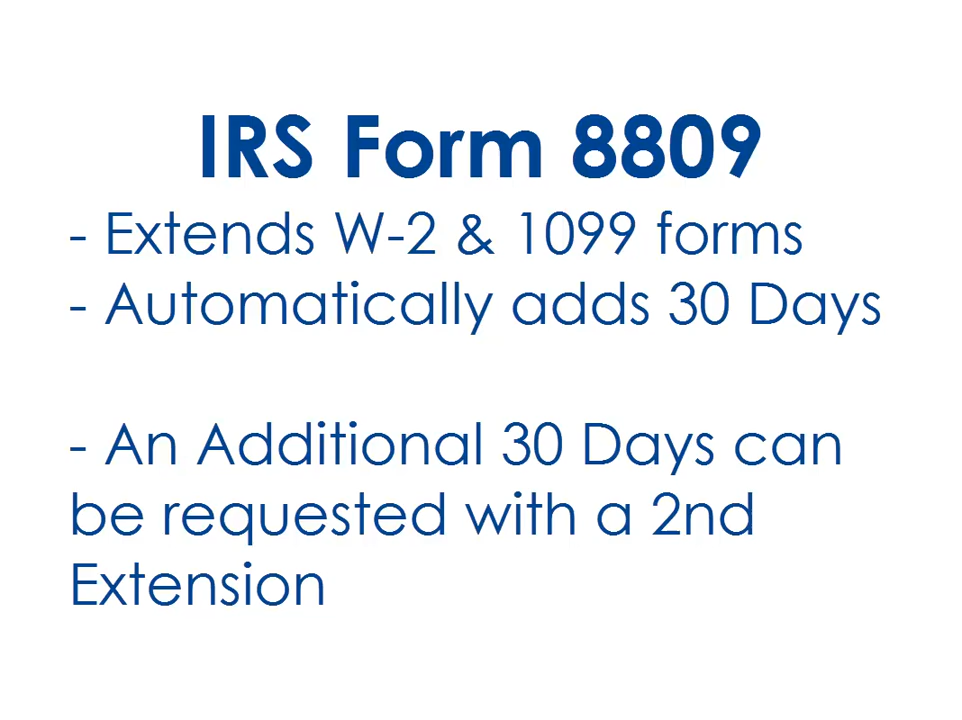 IRS Form 8809
- Extends W-2 & 1099 forms
- Automatically adds 30 Days
- An Additional 30 Days can
be requested with a 2nd
Extension